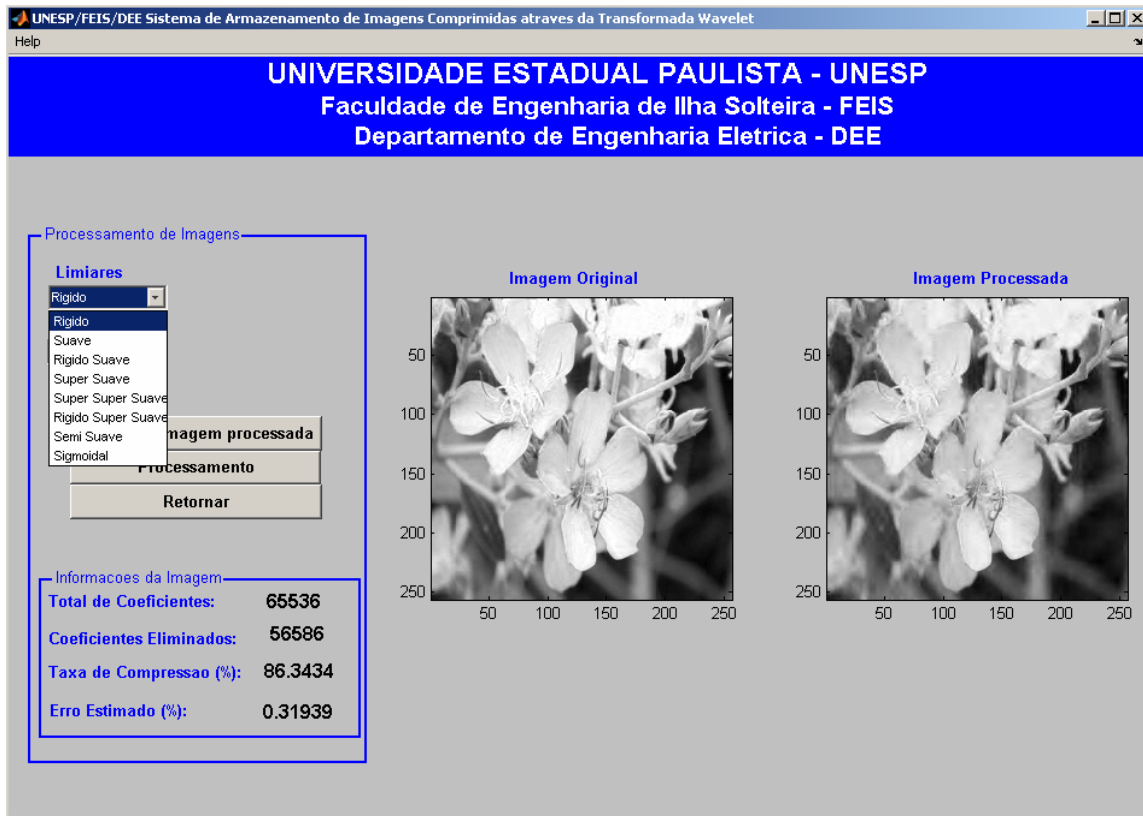 UNESP/FEIS/DEE Sistema de Armazenamento de Imagens Comprimidas atraves da Transformada Wavelet
Help
UNIVERSIDADE ESTADUAL PAULISTA - UNESP
Faculdade de Engenharia de Ilha Solteira - FEIS
Departamento de Engenharia Eletrica - DEE
Processamento de Imagens
Limiares
Rigido
Rigido
Suave
Rigido Suave
Super Suave
Super Super Suave
Rigido Super Suave
Semi Suave
Sigmoidal
magem processada
Processamento
Retornar
Informacoes da Imagem
Total de Coeficientes: 65536
Coeficientes Eliminados: 56586
Taxa de Compressao (%): 86.3434
Erro Estimado (%): 0.31939
Imagem Original
50
100
150
200
250
50 100 150 200 250
Imagem Processada
50
100
150
200
250
50 100 150 200 250